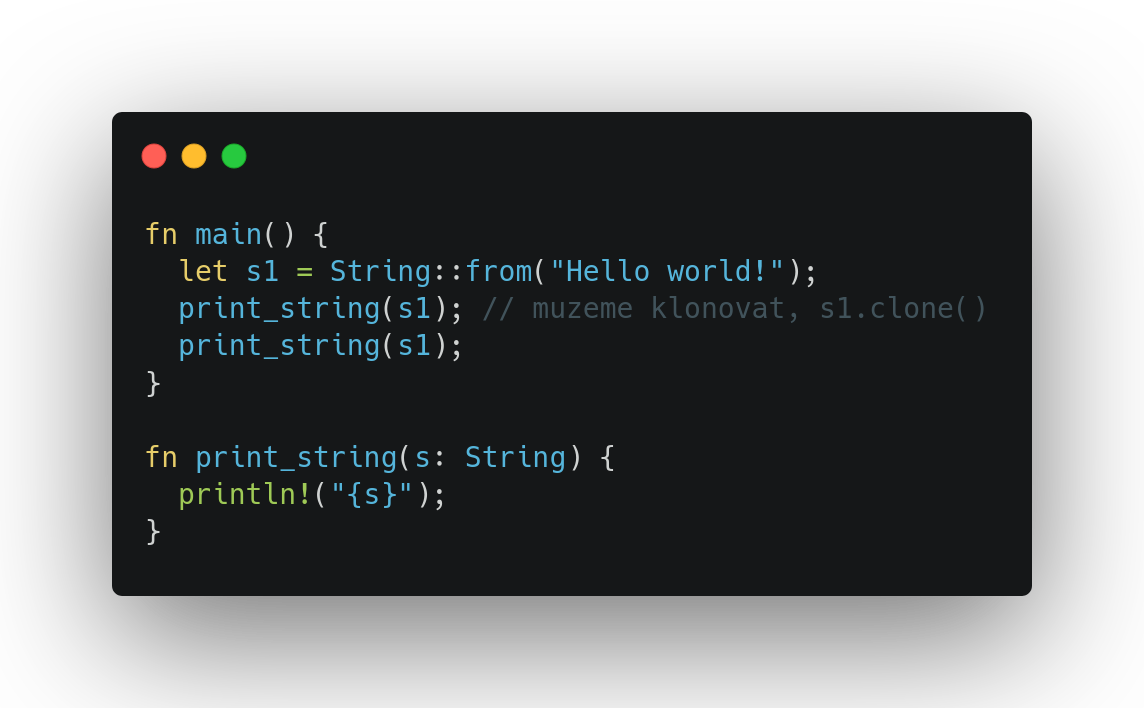 fn main() {
  let s1 = String::from("Hello world!");
  print_string(s1); // muzeme klonovat, s1.clone()
  print_string(s1);
}

fn print_string(s: String) {
  println!("{s}");
}